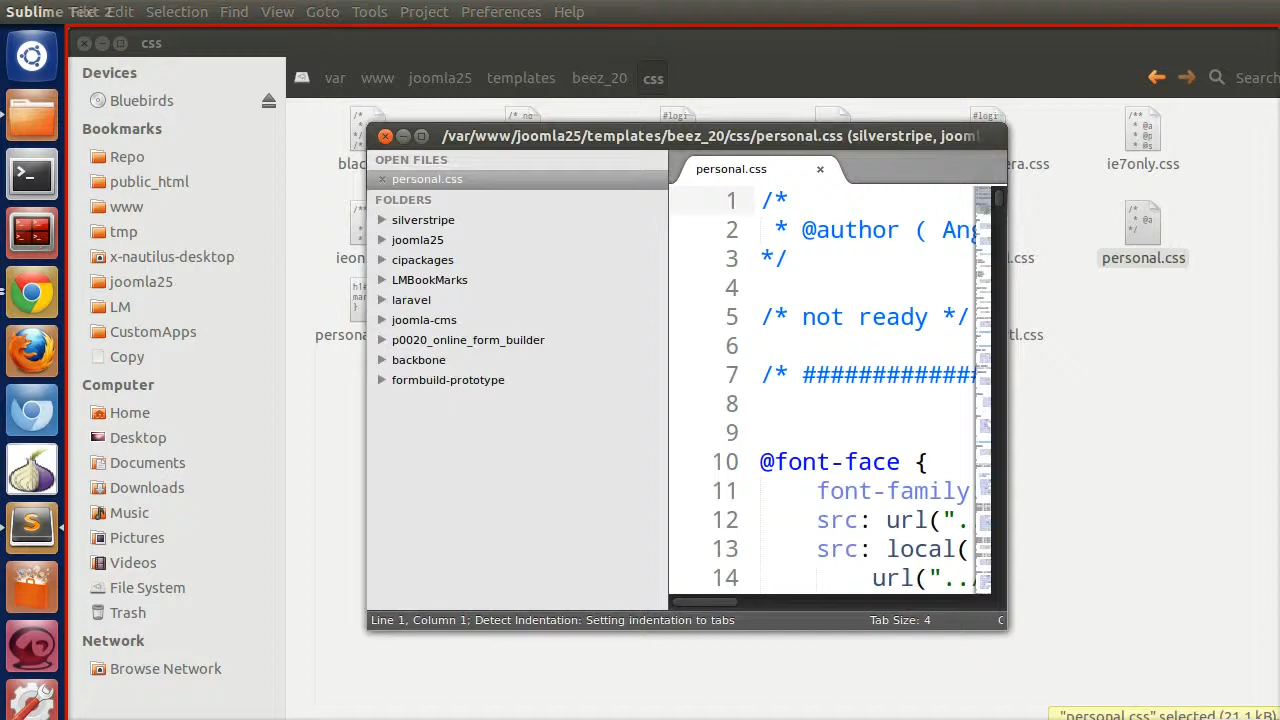 Sublime Text 2 File Edit Selection Find View Goto Tools Project Preferences Help
css
Devices
Bluebirds
Bookmarks
Repo
public_html
www
tmp
x-nautilus-desktop
joomla25
LM
CustomApps
Copy
Computer
Home
Desktop
Documents
Downloads
Music
Pictures
Videos
File System
Trash
Network
Browse Network
var www joomla25 templates beez_20 css Search
ie7only.css
personal.css
/var/www/joomla25/templates/beez_20/css/personal.css (silverstripe, jooml
OPEN FILES
personal.css
FOLDERS
silverstripe
joomla25
cipackages
LMBookMarks
laravel
joomla-cms
p0020_online_form_builder
backbone
formbuild-prototype
personal.css
1 /*
2 * @author ( Ang
3 */
4
5 /* not ready */
6
7 /* #############
8
9
10 @font-face {
11 font-family
12 src: url("..
13 src: local(
14 url("../
Line 1, Column 1; Detect Indentation: Setting indentation to tabs
Tab Size: 4
"personal.css" selected (21.1 kB)